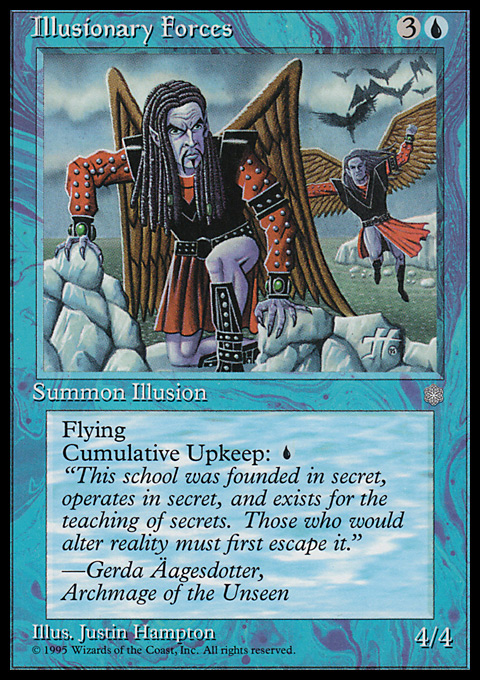 Illusionary Forces 3
Summon Illusion
Flying
Cumulative Upkeep:
“This school was founded in secret,
operates in secret, and exists for the
teaching of secrets. Those who would
alter reality must first escape it.”
—Gerda Äagesdotter,
Archmage of the Unseen
Illus. Justin Hampton
4/4
© 1995 Wizards of the Coast, Inc. All rights reserved.